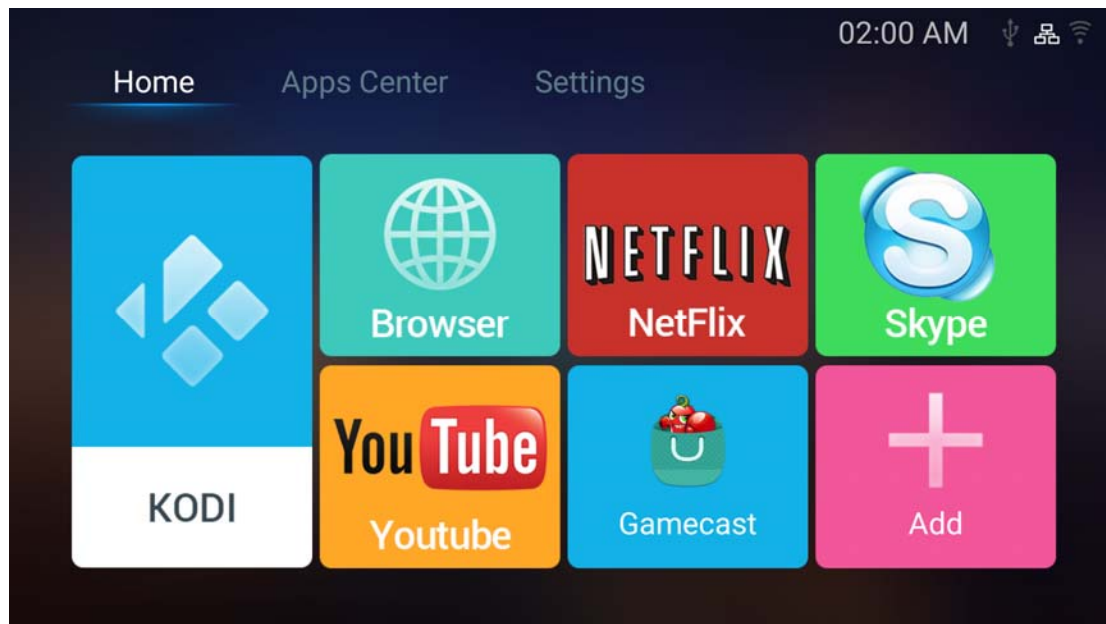 02:00 AM
Home Apps Center Settings
KODI
Browser
NETFLIX
NetFlix
S
Skype
You Tube
Youtube
Gamecast
Add